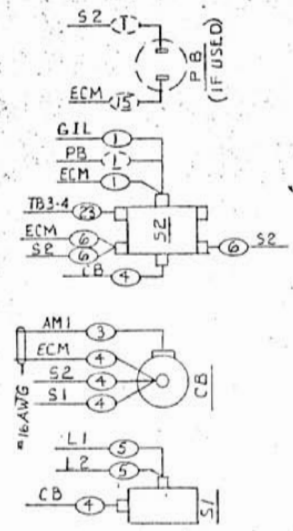 S2 1
PB
(IF USED)
ECM 15
GIL 1
PB 1
ECM 1
TB3-4 23
ECM 6
S2 6
S2
6 S2
CB 4
AM1 3
ECM 4
S2 4
S1 4
CB
#16AWG
L1 5
L2 5
CB 4
S1